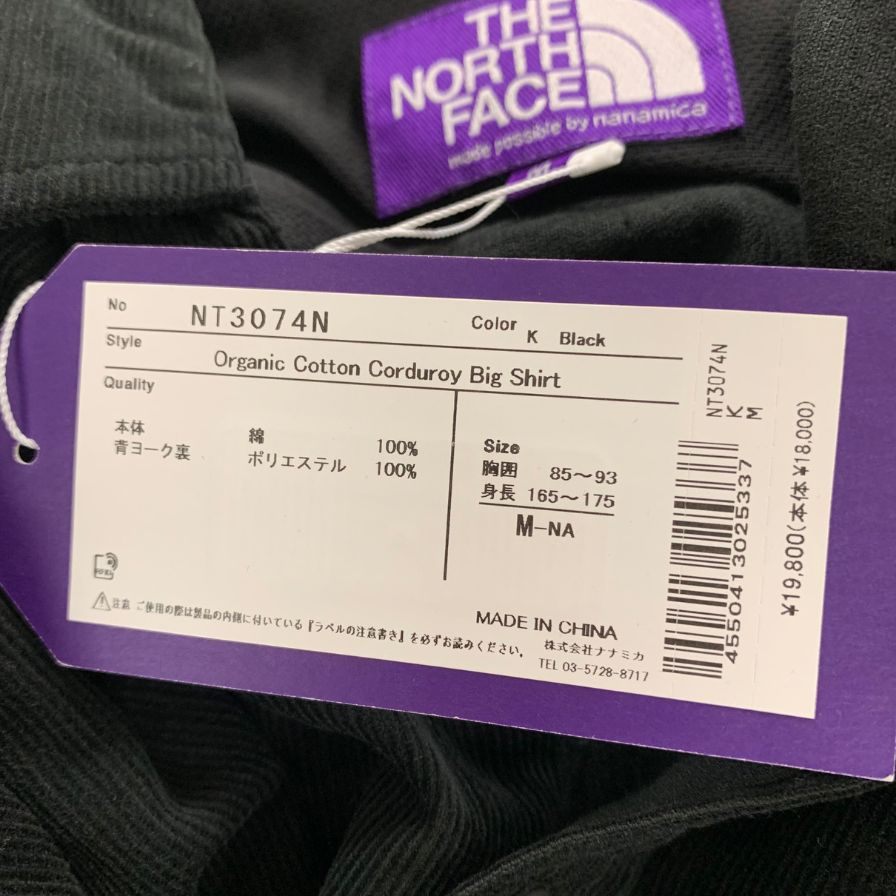 THE
NORTH
FACE
made possible by nanamica
M
No NT3074N Color K Black
Style Organic Cotton Corduroy Big Shirt
Quality
本体 綿 100%
背ヨーク裏 ポリエステル 100%
Size
胸囲 85～93
身長 165～175
M-NA
注意 ご使用の際は製品の内側に付いている『ラベルの注意書き』を必ずお読みください。
MADE IN CHINA
株式会社ナナミカ
TEL 03-5728-8717
NT3074N
K
M
4550413025337
¥19,800(本体 ¥18,000)